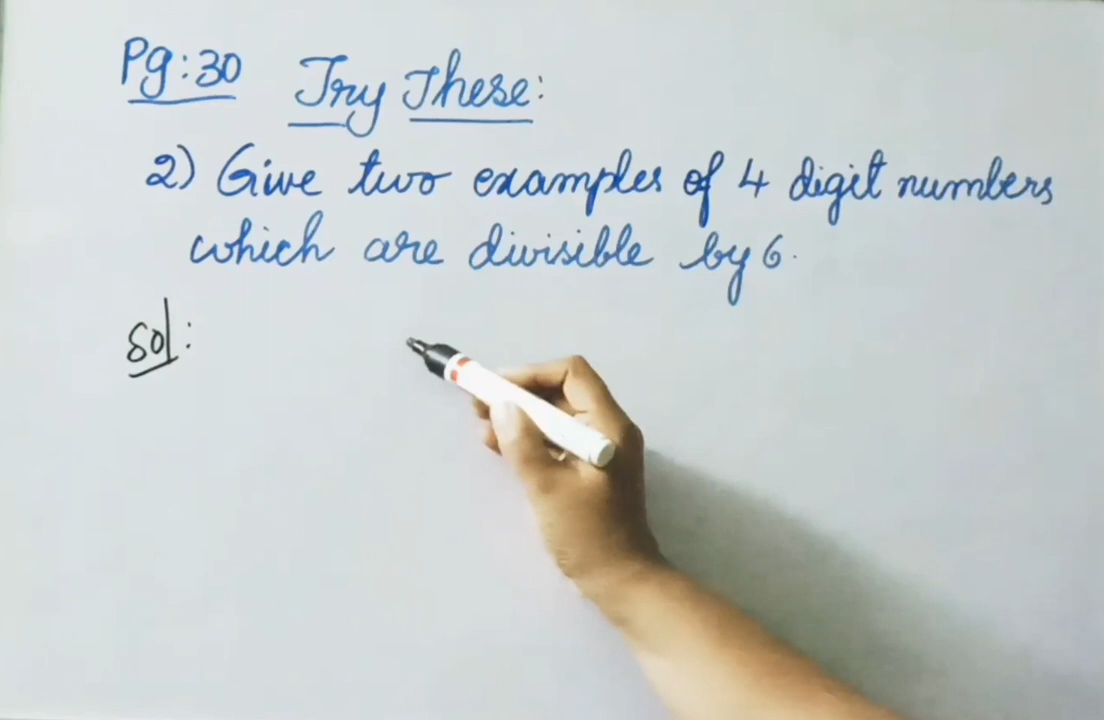 Pg:30 Try These:
2) Give two examples of 4 digit numbers
which are divisible by 6.
Sol: